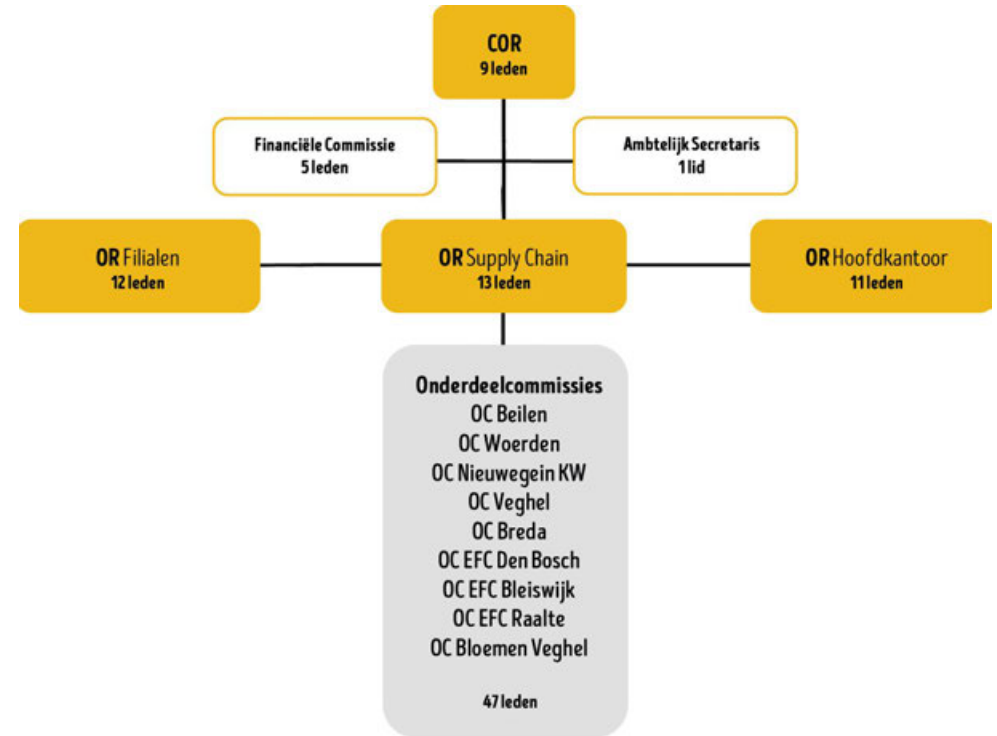 COR
9 leden
Financiële Commissie
5 leden
Ambtelijk Secretaris
1 lid
OR Filialen
12 leden
OR Supply Chain
13 leden
OR Hoofdkantoor
11 leden
Onderdeelcommissies
OC Beilen
OC Woerden
OC Nieuwegein KW
OC Veghel
OC Breda
OC EFC Den Bosch
OC EFC Bleiswijk
OC EFC Raalte
OC Bloemen Veghel
47 leden